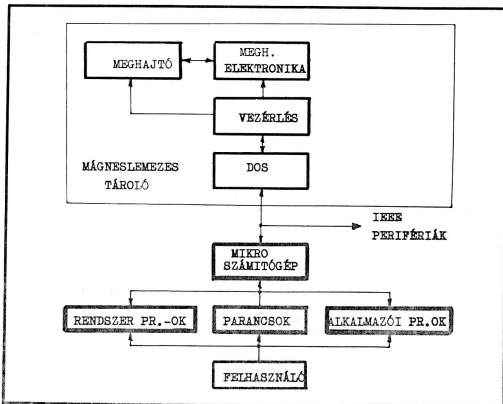 MEGH.
MEGHAJTÓ
ELEKTRONIKA
VEZÉRLÉS
MÁGNESLEMEZES
TÁROLÓ
DOS
IEEE
PERIFÉRIÁK
MIKRO
SZÁMITÓGÉP
RENDSZER PR.-OK
PARANCSOK
ALKALMAZÓI PR.OK
FELHASZNÁLÓ